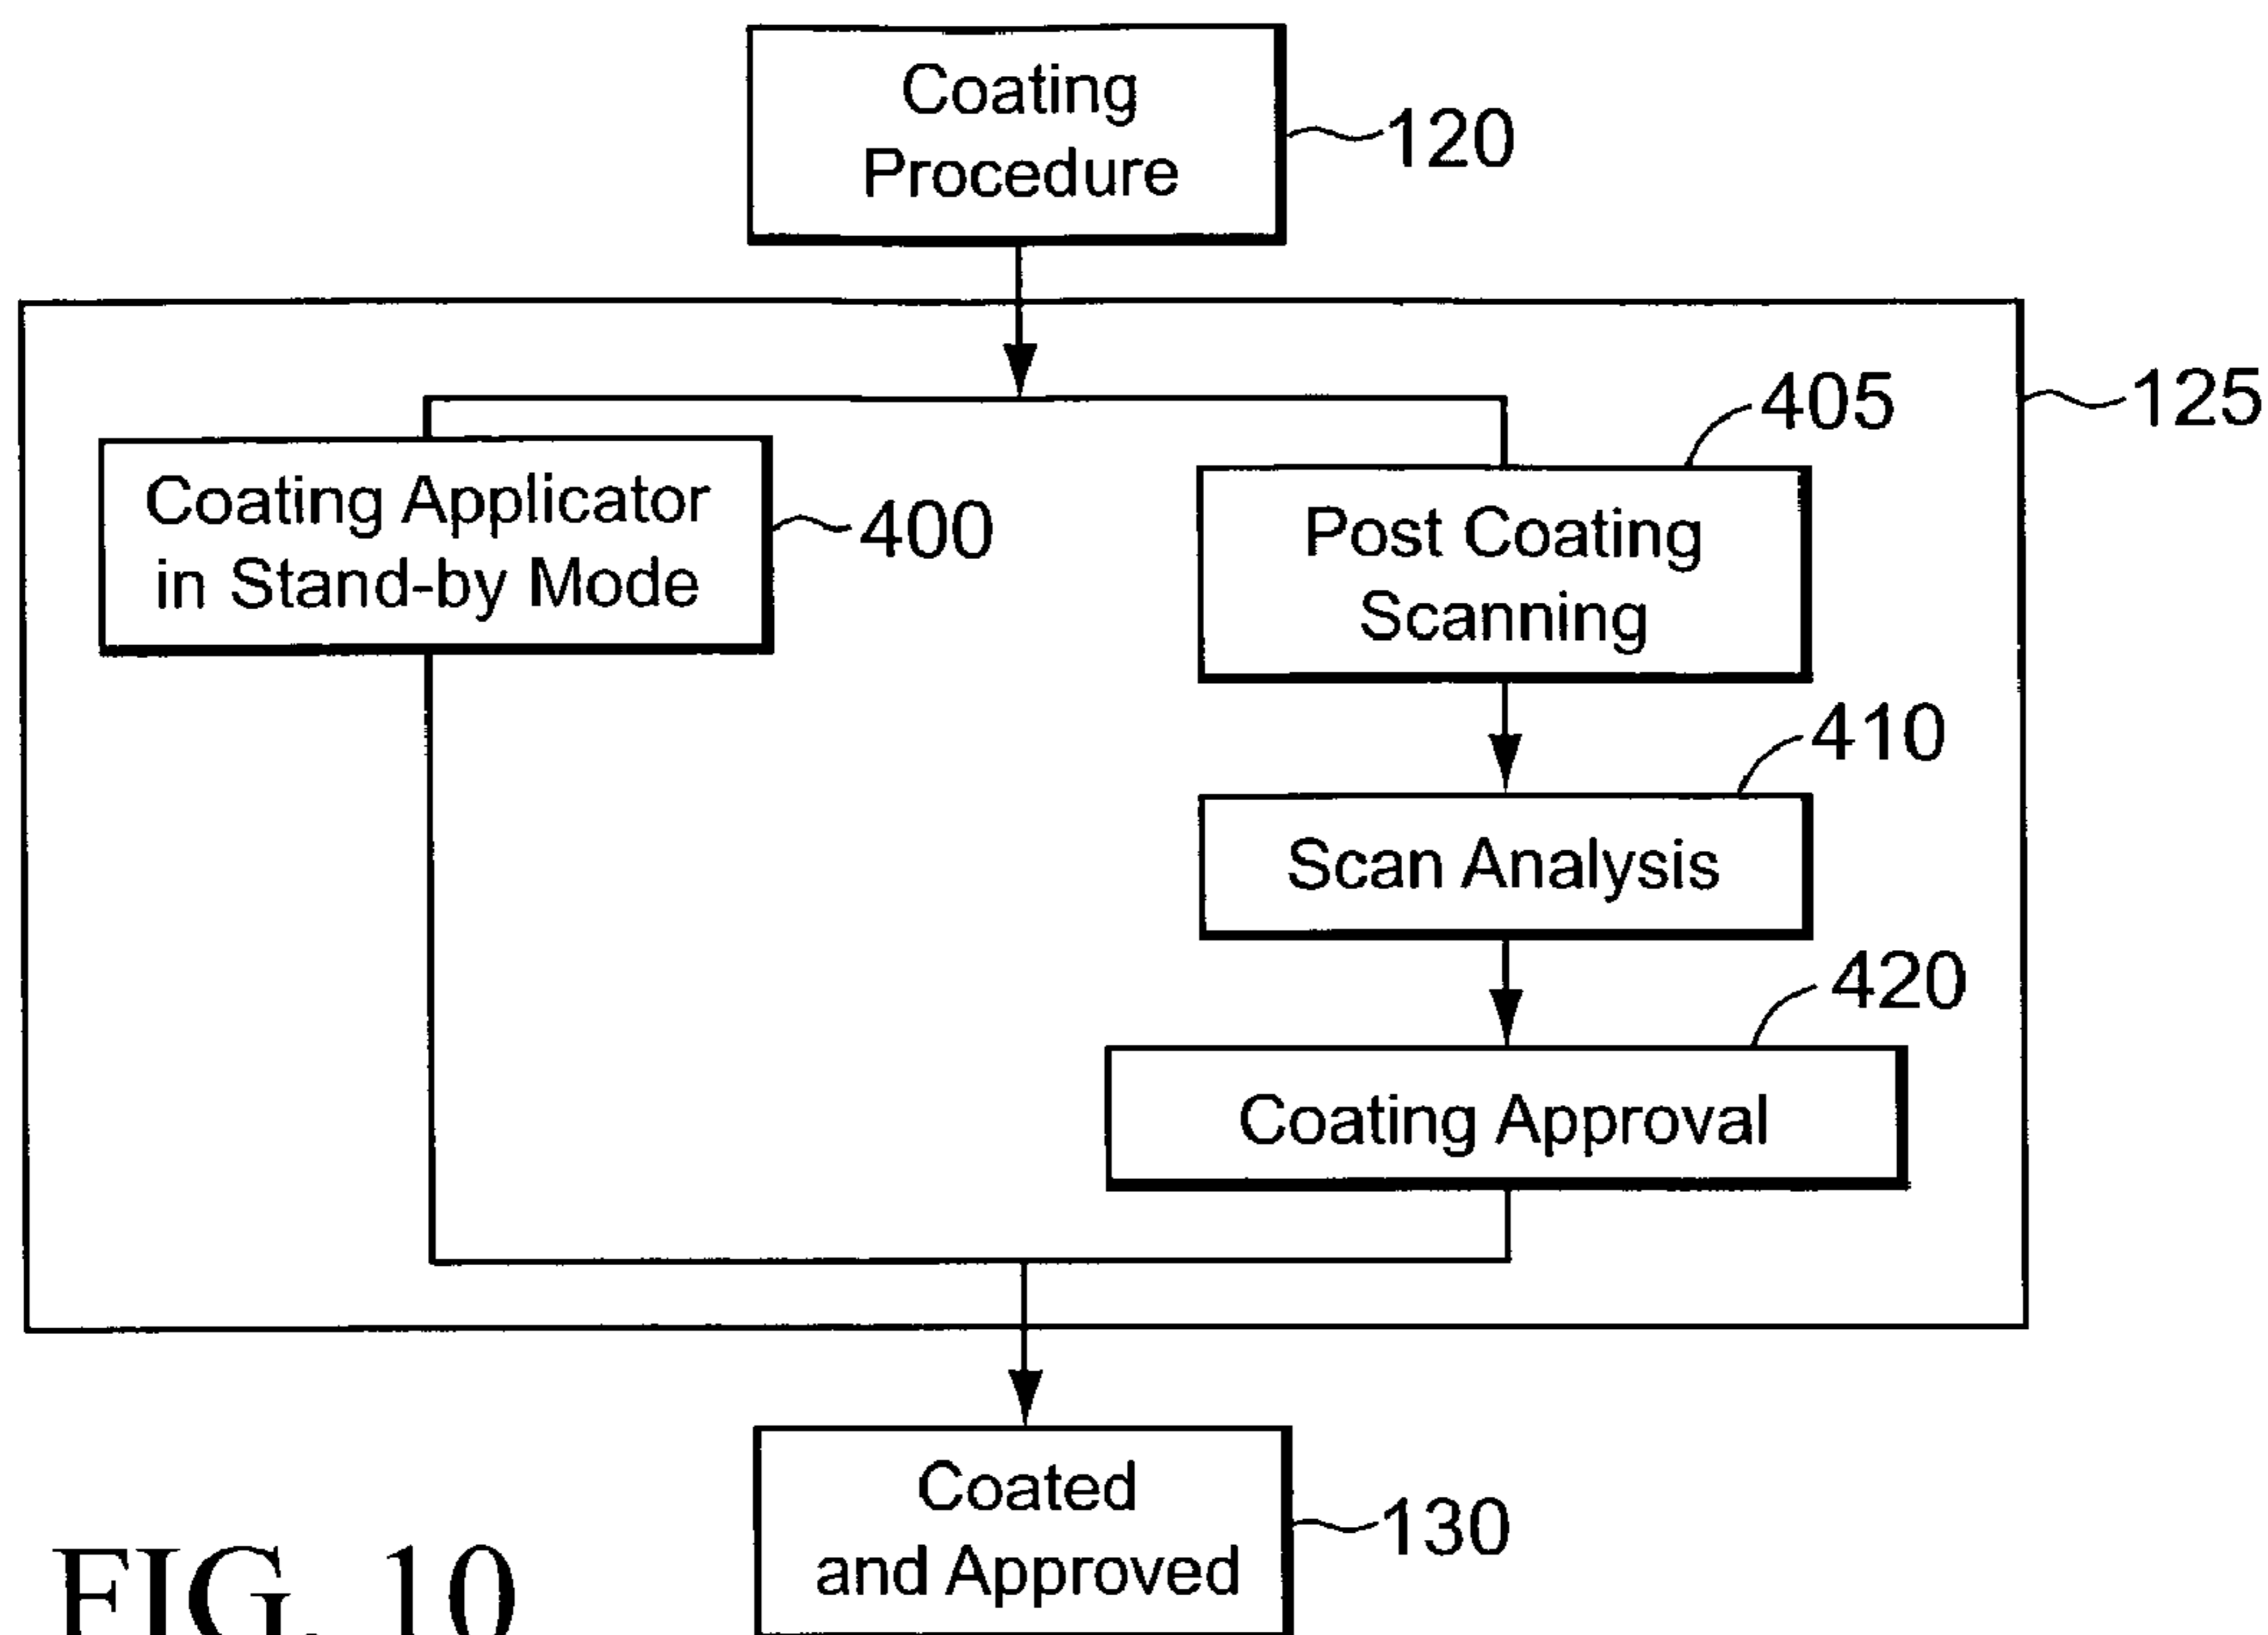 Coating
Procedure
120
125
405
Coating Applicator
in Stand-by Mode
400
Post Coating
Scanning
410
Scan Analysis
420
Coating Approval
Coated
and Approved
130
FIG. 10